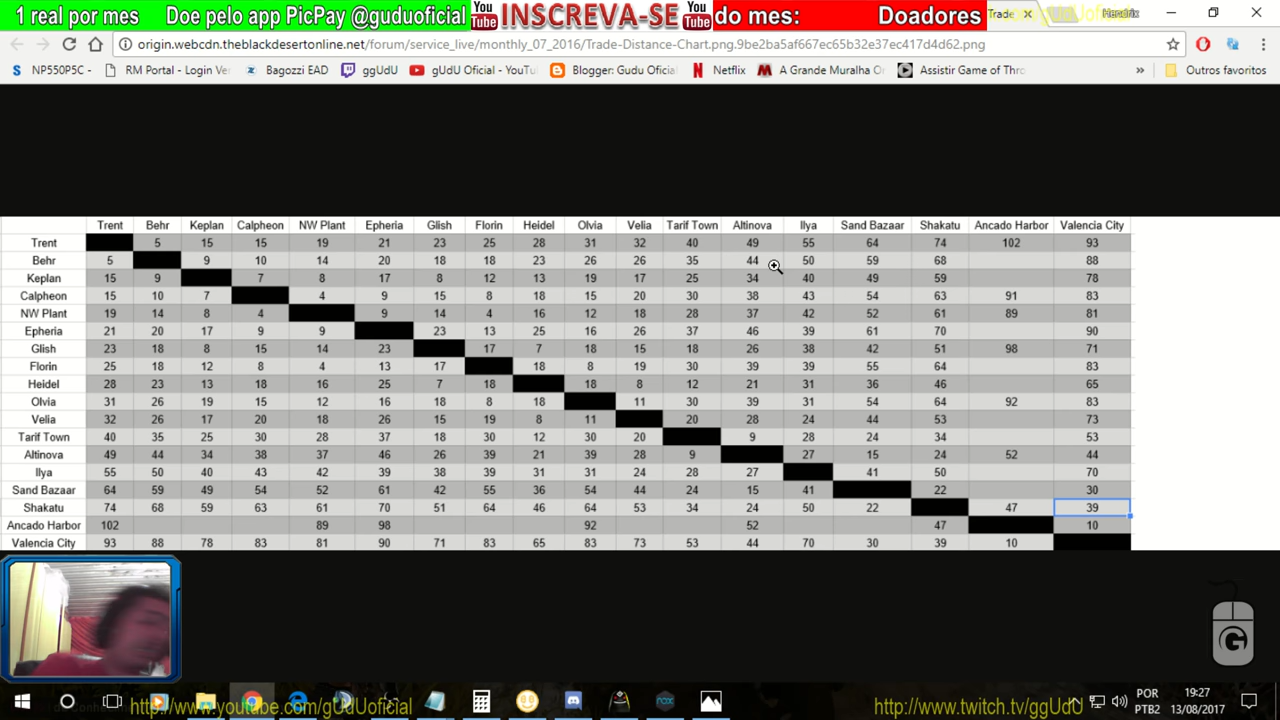 1 real por mes Doe pelo app PicPay @guduoficial You Tube INSCREVA-SE You Tube do mes: Doadores Trade
Hendrix
origin.webcdn.theblackdesertonline.net/forum/service_live/monthly_07_2016/Trade-Distance-Chart.png.9be2ba5af667ec65b32e37ec417d4d62.png
NP550P5C - RM Portal - Login Ve Bagozzi EAD ggUdU gUdU Oficial - YouTu Blogger: Gudu Oficia Netflix A Grande Muralha O Assistir Game of Thro » Outros favoritos
Trent Behr Keplan Calpheon NW Plant Epheria Glish Florin Heidel Olvia Velia Tarif Town Altinova Ilya Sand Bazaar Shakatu Ancado Harbor Valencia City
Trent 5 15 15 19 21 23 25 28 31 32 40 49 55 64 74 102 93
Behr 5 9 10 14 20 18 18 23 26 26 35 44 50 59 68 88
Keplan 15 9 7 8 17 8 12 13 19 17 25 34 40 49 59 78
Calpheon 15 10 7 4 9 15 8 18 15 20 30 38 43 54 63 91 83
NW Plant 19 14 8 4 9 14 4 16 12 18 28 37 42 52 61 89 81
Epheria 21 20 17 9 9 23 13 25 16 26 37 46 39 61 70 90
Glish 23 18 8 15 14 23 17 7 18 15 18 26 38 42 51 98 71
Florin 25 18 12 8 4 13 17 18 8 19 30 39 39 55 64 83
Heidel 28 23 13 18 16 25 7 18 18 8 12 21 31 36 46 65
Olvia 31 26 19 15 12 16 18 8 18 11 30 39 31 54 64 92 83
Velia 32 26 17 20 18 26 15 19 8 11 20 28 24 44 53 73
Tarif Town 40 35 25 30 28 37 18 30 12 30 20 9 28 24 34 53
Altinova 49 44 34 38 37 46 26 39 21 39 28 9 27 15 24 52 44
Ilya 55 50 40 43 42 39 38 39 31 31 24 28 27 41 50 70
Sand Bazaar 64 59 49 54 52 61 42 55 36 54 44 24 15 41 22 30
Shakatu 74 68 59 63 61 70 51 64 46 64 53 34 24 50 22 47 39
Ancado Harbor 102 89 98 92 52 47 10
Valencia City 93 88 78 83 81 90 71 83 65 83 73 53 44 70 30 39 10
G
http://www.youtube.com/gUdUoficial http://www.twitch.tv/ggUdU
POR 19:27
PTB2 13/08/2017